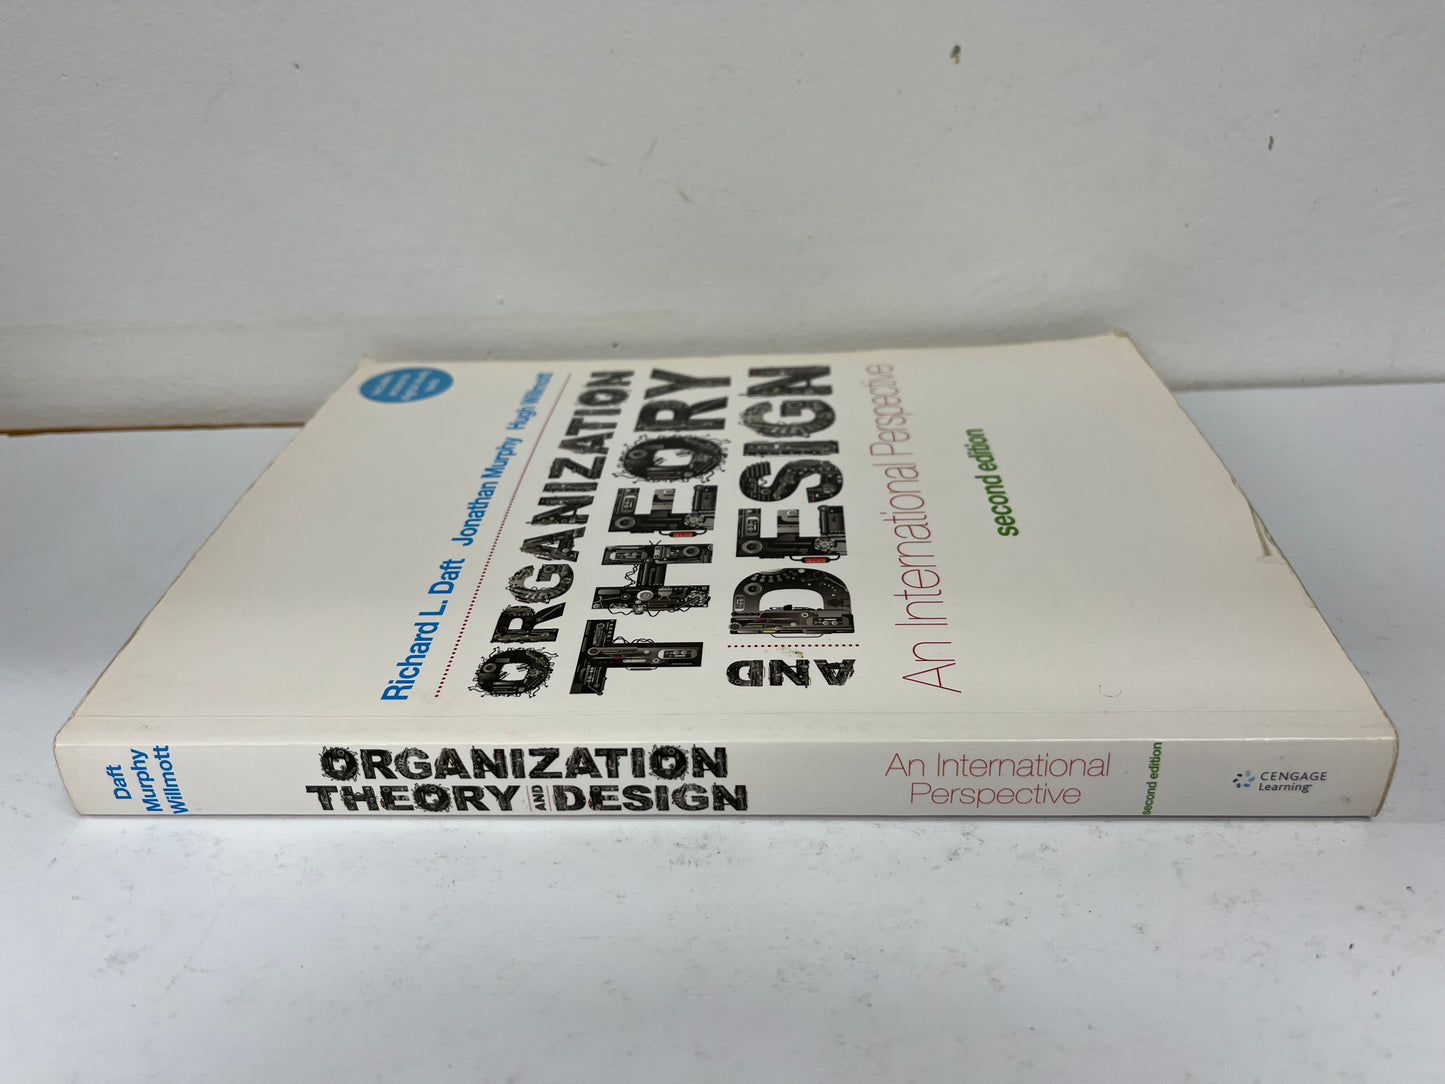 Richard L. Daft Jonathan Murphy Hugh Willmott
ORGANIZATION
THEORY
AND DESIGN
An International Perspective
second edition
Daft
Murphy
Willmott
ORGANIZATION
THEORY AND DESIGN
An International
Perspective
second edition
CENGAGE
Learning™